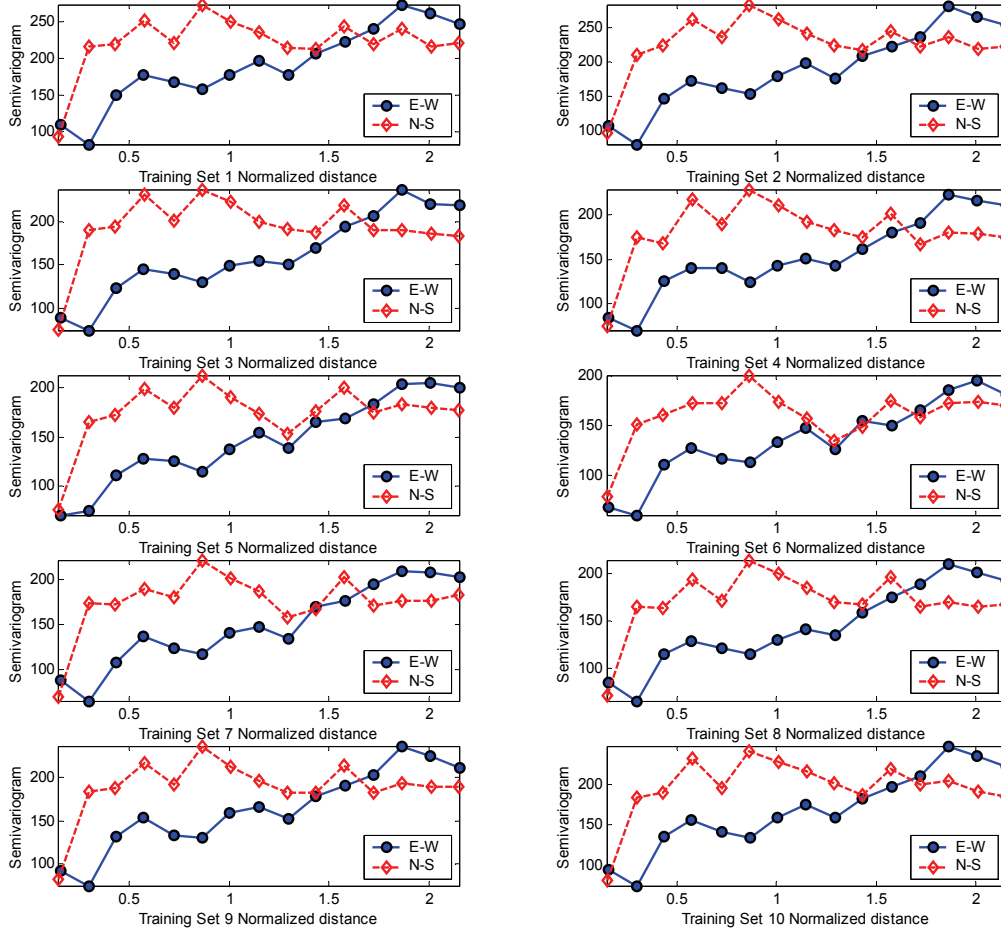 Semivariogram
250
200
150
100
E-W
N-S
0.5 1 1.5 2
Training Set 1 Normalized distance
Semivariogram
250
200
150
100
E-W
N-S
0.5 1 1.5 2
Training Set 2 Normalized distance
Semivariogram
200
150
100
E-W
N-S
0.5 1 1.5 2
Training Set 3 Normalized distance
Semivariogram
200
150
100
E-W
N-S
0.5 1 1.5 2
Training Set 4 Normalized distance
Semivariogram
200
150
100
E-W
N-S
0.5 1 1.5 2
Training Set 5 Normalized distance
Semivariogram
200
150
100
E-W
N-S
0.5 1 1.5 2
Training Set 6 Normalized distance
Semivariogram
200
150
100
E-W
N-S
0.5 1 1.5 2
Training Set 7 Normalized distance
Semivariogram
200
150
100
E-W
N-S
0.5 1 1.5 2
Training Set 8 Normalized distance
Semivariogram
200
150
100
E-W
N-S
0.5 1 1.5 2
Training Set 9 Normalized distance
Semivariogram
200
150
100
E-W
N-S
0.5 1 1.5 2
Training Set 10 Normalized distance